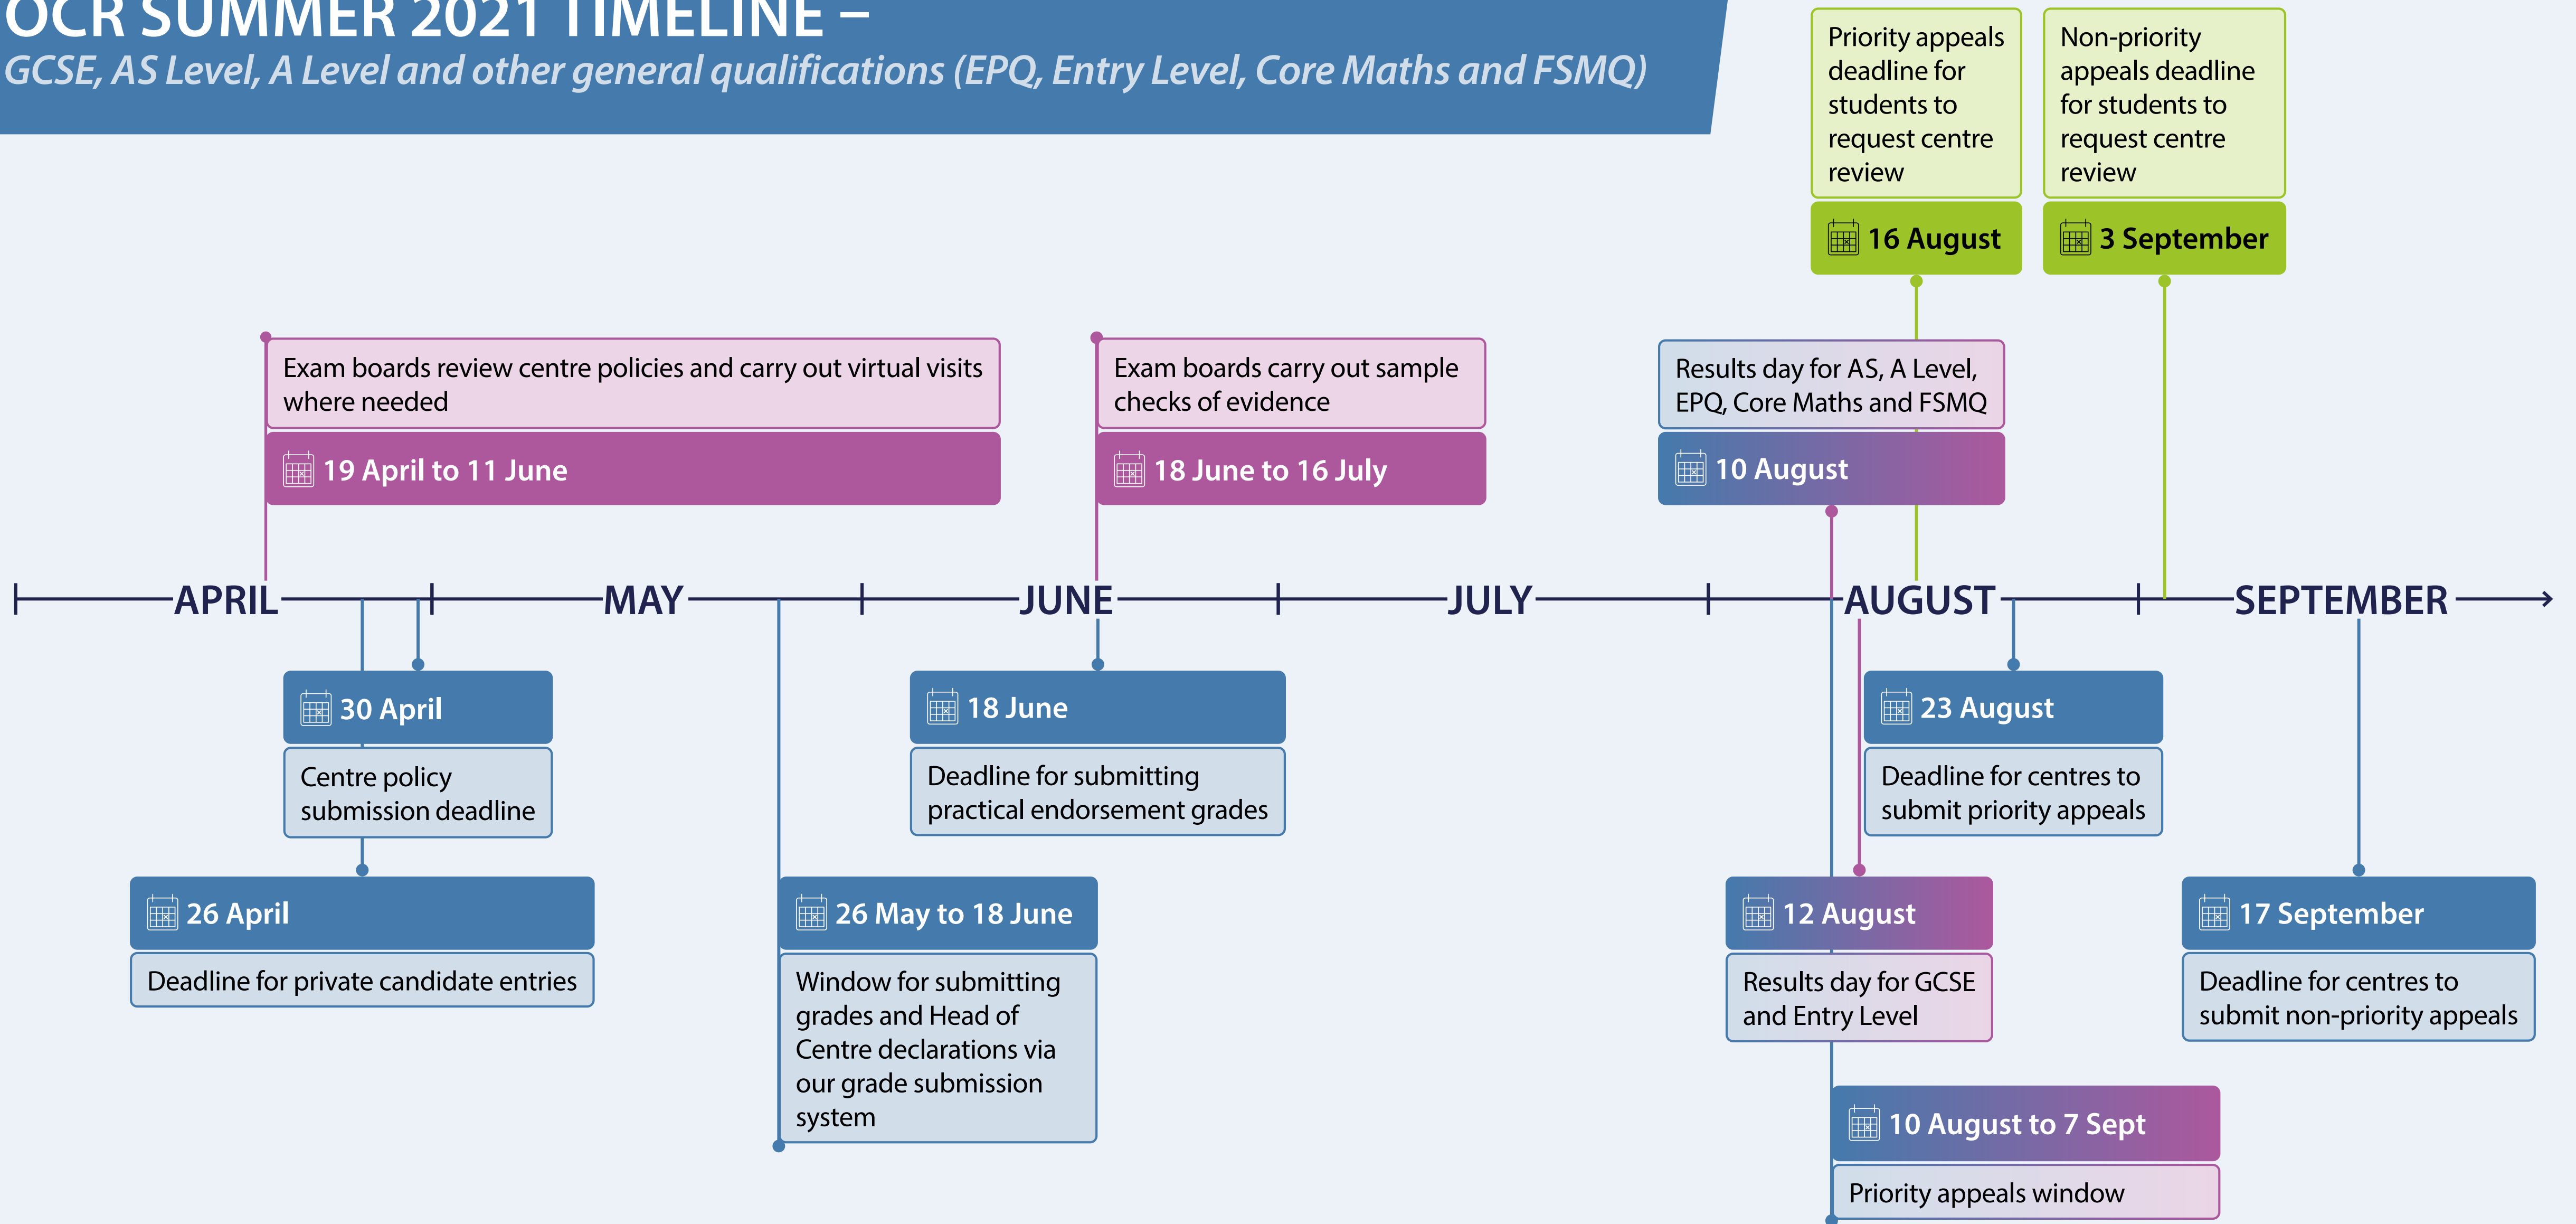 OCR SUMMER 2021 TIMELINE –
GCSE, AS Level, A Level and other general qualifications (EPQ, Entry Level, Core Maths and FSMQ)
Priority appeals
deadline for
students to
request centre
review
16 August
Non-priority
appeals deadline
for students to
request centre
review
3 September
Exam boards review centre policies and carry out virtual visits
where needed
19 April to 11 June
Exam boards carry out sample
checks of evidence
18 June to 16 July
Results day for AS, A Level,
EPQ, Core Maths and FSMQ
10 August
APRIL
MAY
JUNE
JULY
AUGUST
SEPTEMBER
30 April
Centre policy
submission deadline
18 June
Deadline for submitting
practical endorsement grades
23 August
Deadline for centres to
submit priority appeals
26 April
Deadline for private candidate entries
26 May to 18 June
Window for submitting
grades and Head of
Centre declarations via
our grade submission
system
12 August
Results day for GCSE
and Entry Level
17 September
Deadline for centres to
submit non-priority appeals
10 August to 7 Sept
Priority appeals window